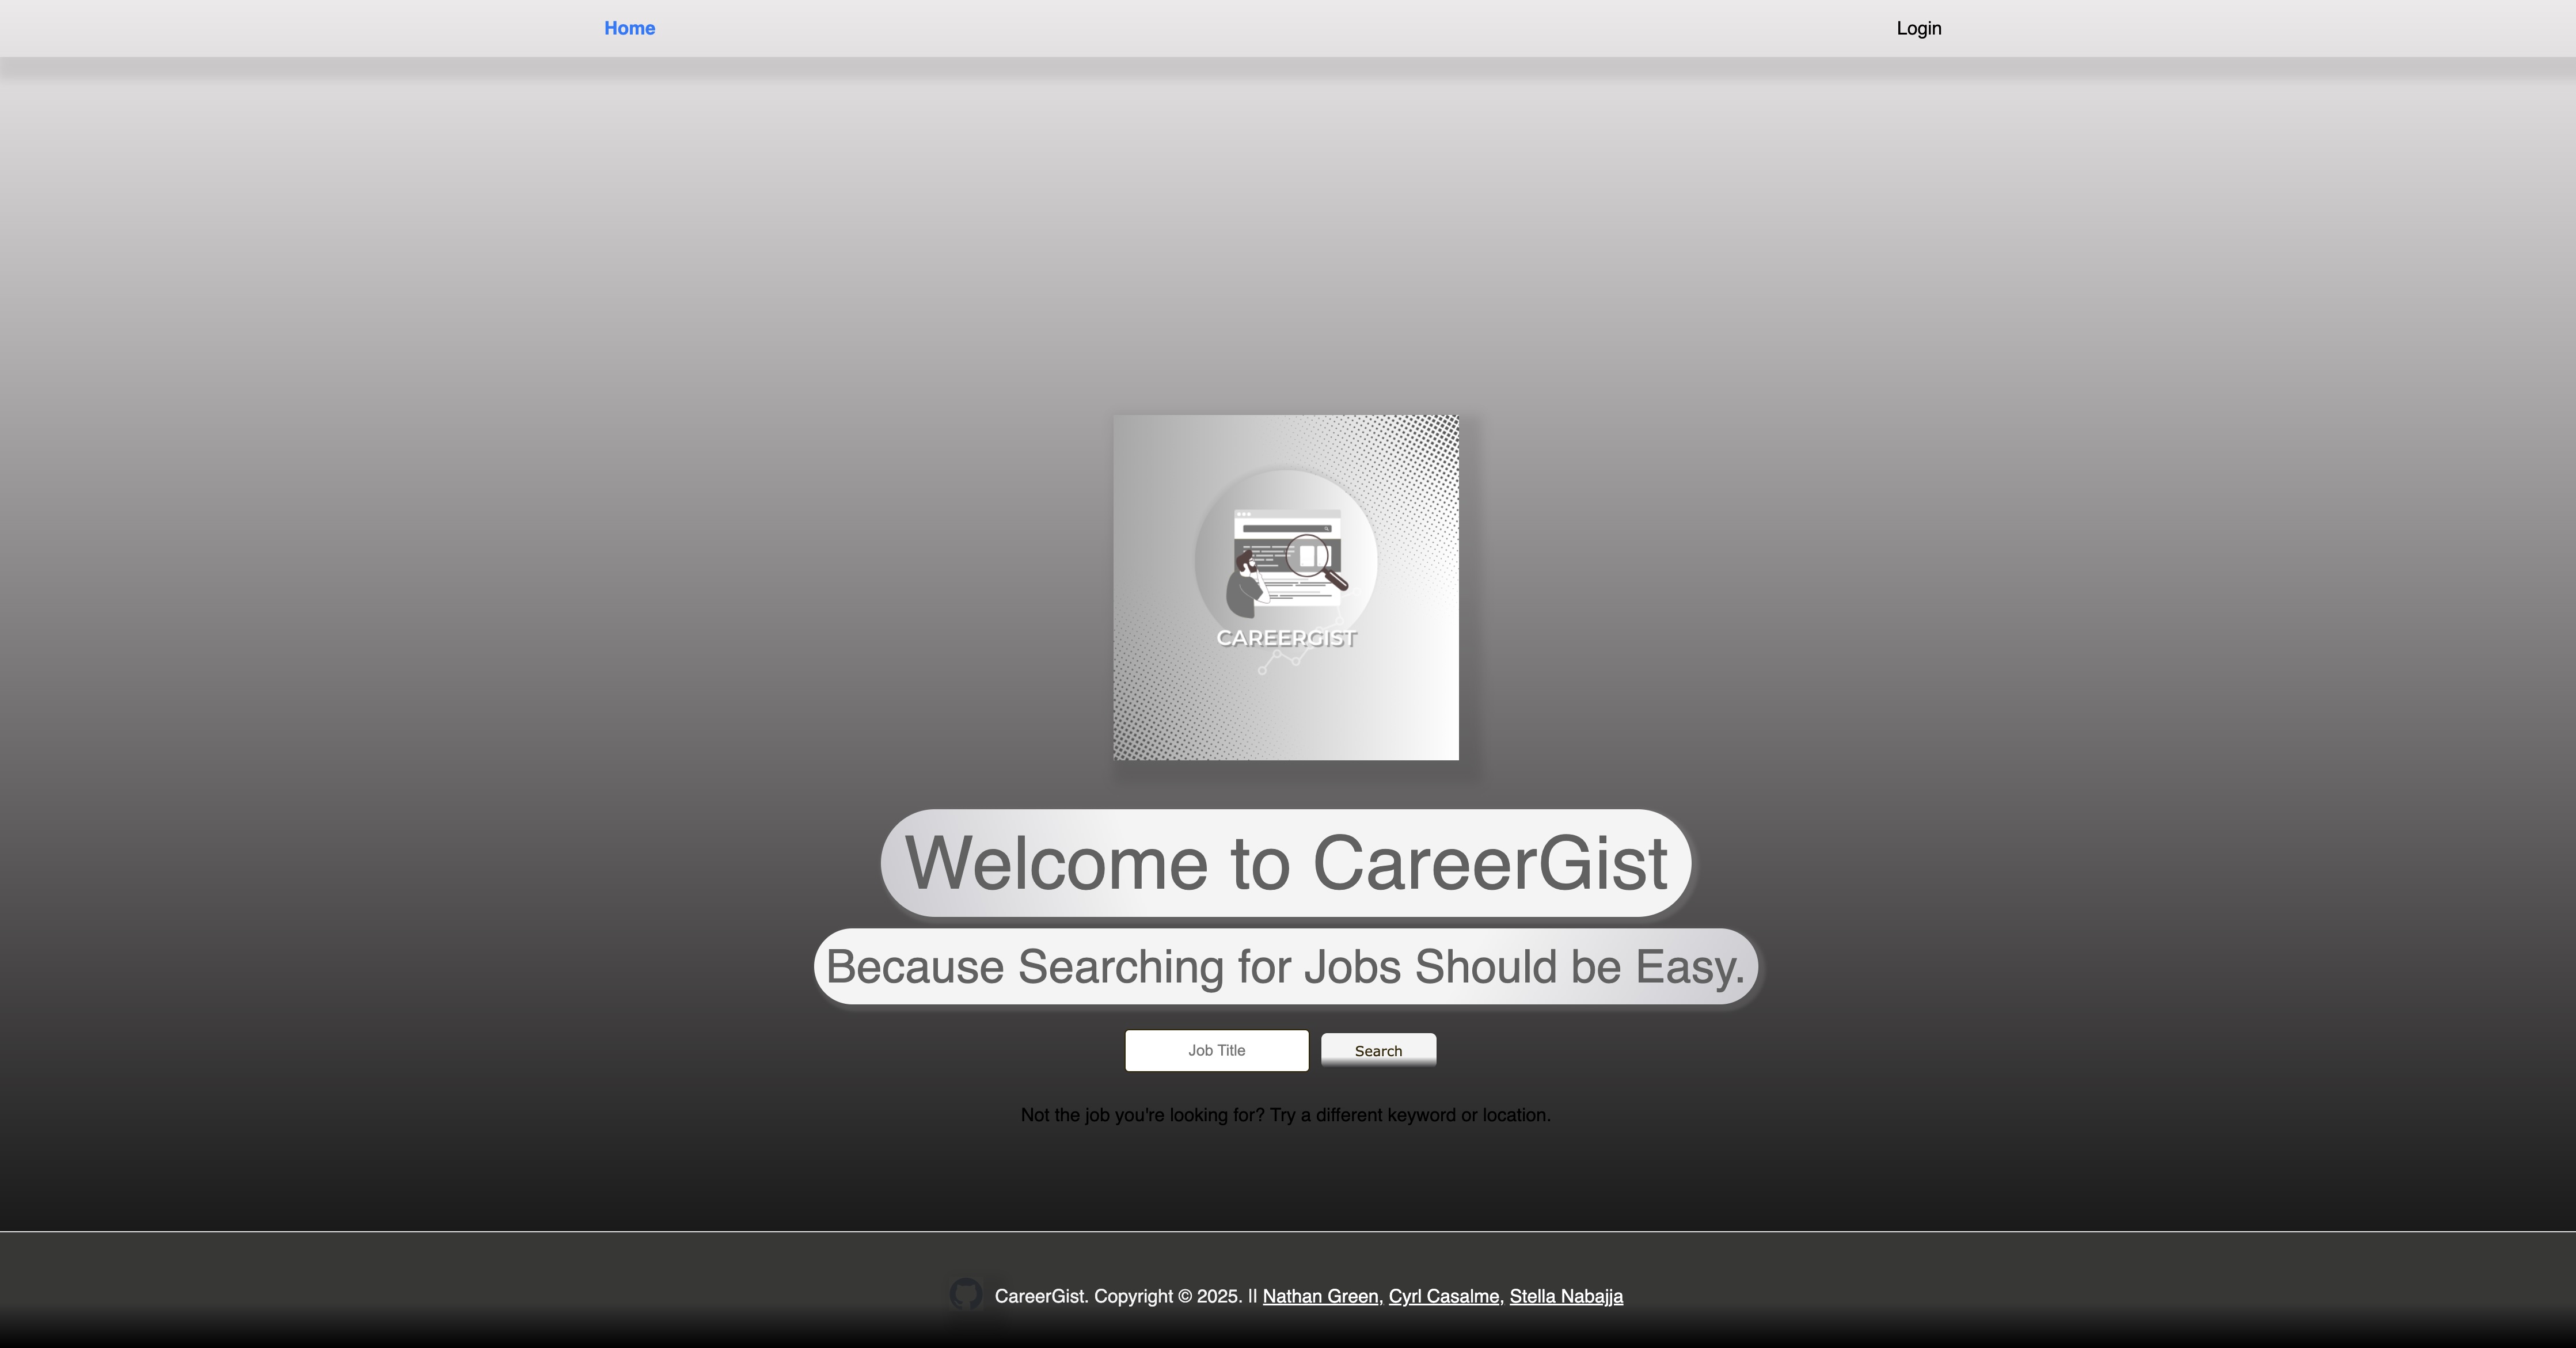 Home
Login
CAREERGIST
Welcome to CareerGist
Because Searching for Jobs Should be Easy.
Job Title
Search
Not the job you're looking for? Try a different keyword or location.
CareerGist. Copyright © 2025. || Nathan Green, Cyrl Casalme, Stella Nabajja